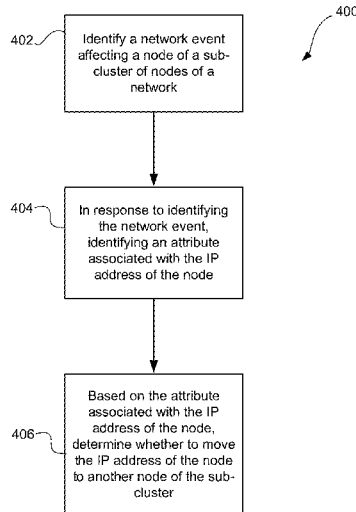 400
402
Identify a network event
affecting a node of a sub-
cluster of nodes of a
network
404
In response to identifying
the network event,
identifying an attribute
associated with the IP
address of the node
406
Based on the attribute
associated with the IP
address of the node,
determine whether to move
the IP address of the node
to another node of the sub-
cluster